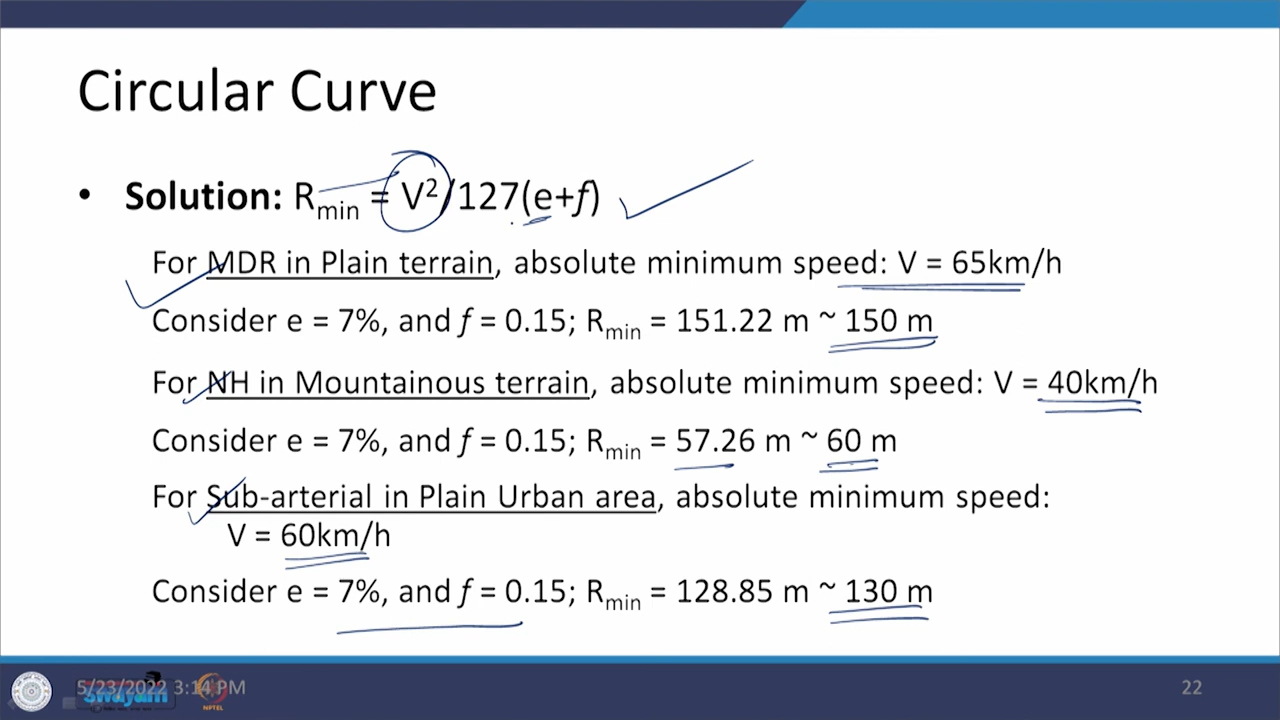 Circular Curve
• Solution: Rmin = V²/127(e+f)
For MDR in Plain terrain, absolute minimum speed: V = 65km/h
Consider e = 7%, and f = 0.15; Rmin = 151.22 m ~ 150 m
For NH in Mountainous terrain, absolute minimum speed: V = 40km/h
Consider e = 7%, and f = 0.15; Rmin = 57.26 m ~ 60 m
For Sub-arterial in Plain Urban area, absolute minimum speed:
V = 60km/h
Consider e = 7%, and f = 0.15; Rmin = 128.85 m ~ 130 m
5/23/2022 3:14 PM
swayam
NPTEL
22